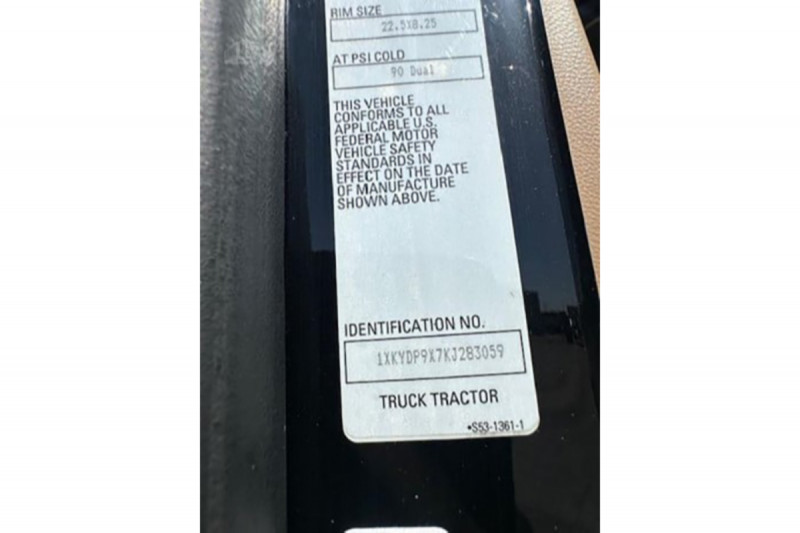 RIM SIZE
22.5X8.25
AT PSI COLD
90 Dual
THIS VEHICLE
CONFORMS TO ALL
APPLICABLE U.S.
FEDERAL MOTOR
VEHICLE SAFETY
STANDARDS IN
EFFECT ON THE DATE
OF MANUFACTURE
SHOWN ABOVE.
IDENTIFICATION NO.
1XKYDP9X7KJ283059
TRUCK TRACTOR
•S53-1361-1